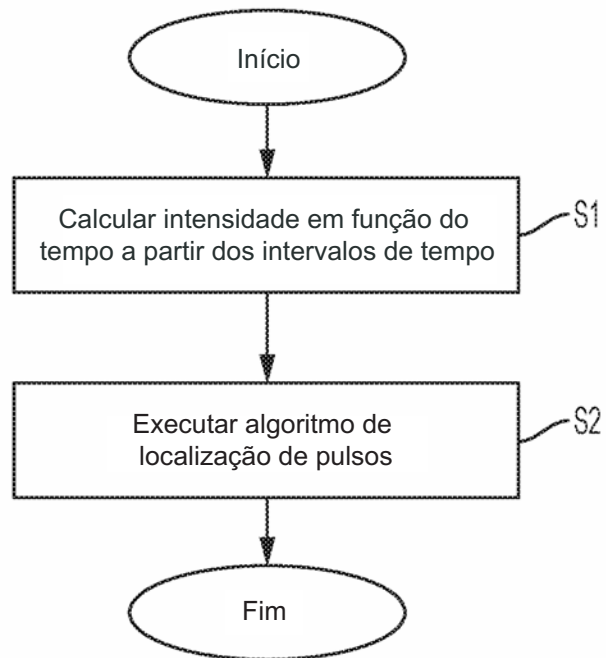 Início
Calcular intensidade em função do
tempo a partir dos intervalos de tempo
S1
Executar algoritmo de
localização de pulsos
S2
Fim